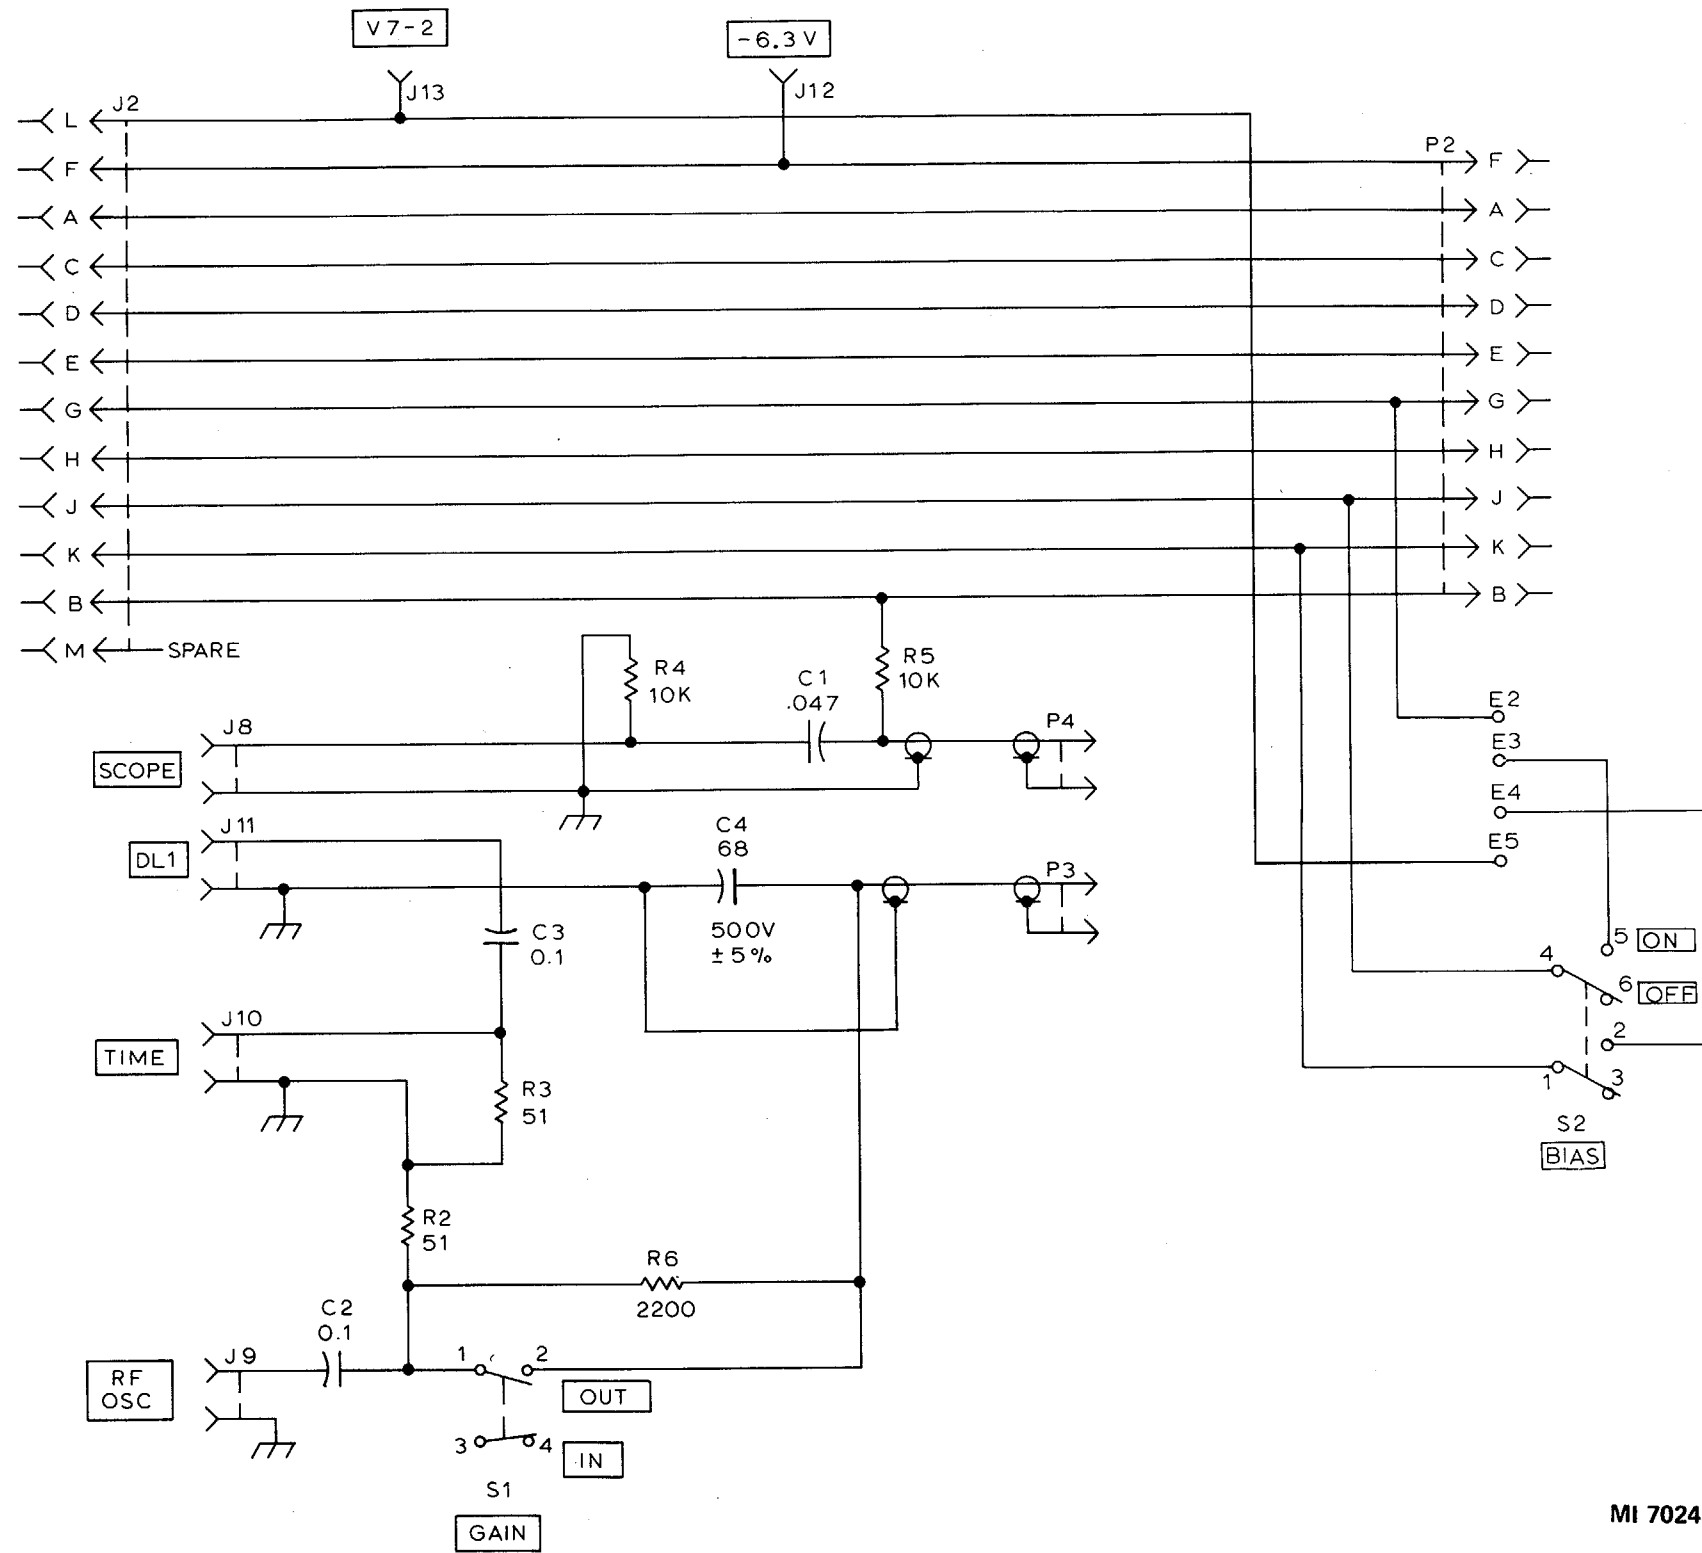 V7-2
-6.3V
J13
J12
J2
L
P2
F
F
A
A
C
C
D
D
E
E
G
G
H
H
J
J
K
K
B
B
M
SPARE
R4
10K
C1
.047
R5
10K
J8
SCOPE
P4
E2
E3
E4
E5
J11
DL1
C4
68
500V
±5%
P3
C3
0.1
5
ON
4
6
OFF
2
1
3
S2
BIAS
J10
TIME
R3
51
R2
51
R6
2200
C2
0.1
J9
RF
OSC
1
2
OUT
3
4
IN
S1
GAIN
MI 7024